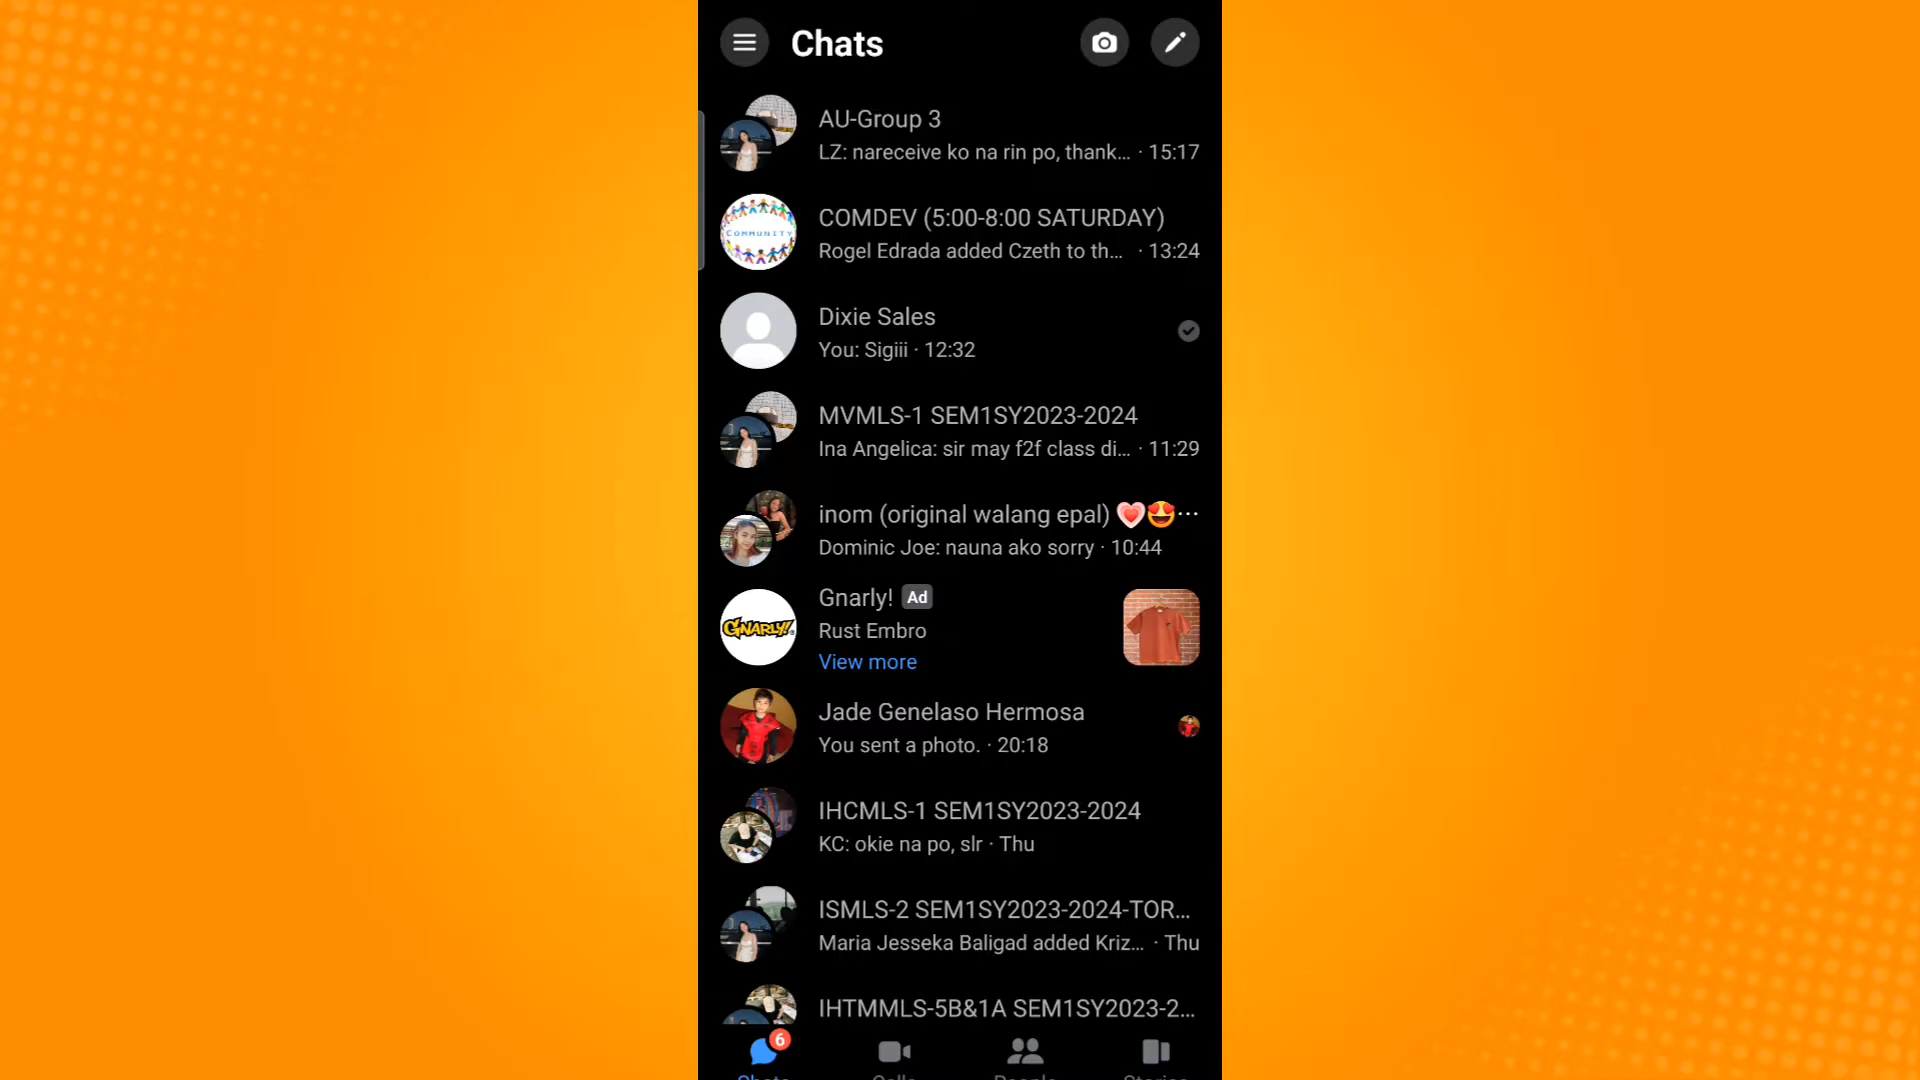 Chats
AU-Group 3
LZ: nareceive ko na rin po, thank... · 15:17
COMMUNITY
COMDEV (5:00-8:00 SATURDAY)
Rogel Edrada added Czeth to th... · 13:24
Dixie Sales
You: Sigiii · 12:32
MVMLS-1 SEM1SY2023-2024
Ina Angelica: sir may f2f class di... · 11:29
inom (original walang epal) 💗😍...
Dominic Joe: nauna ako sorry · 10:44
GNARLY!
Gnarly! Ad
Rust Embro
View more
Jade Genelaso Hermosa
You sent a photo. · 20:18
IHCMLS-1 SEM1SY2023-2024
KC: okie na po, slr · Thu
ISMLS-2 SEM1SY2023-2024-TOR...
Maria Jesseka Baligad added Kriz... · Thu
IHTMMLS-5B&1A SEM1SY2023-2...
6
Chats Calls People Stories